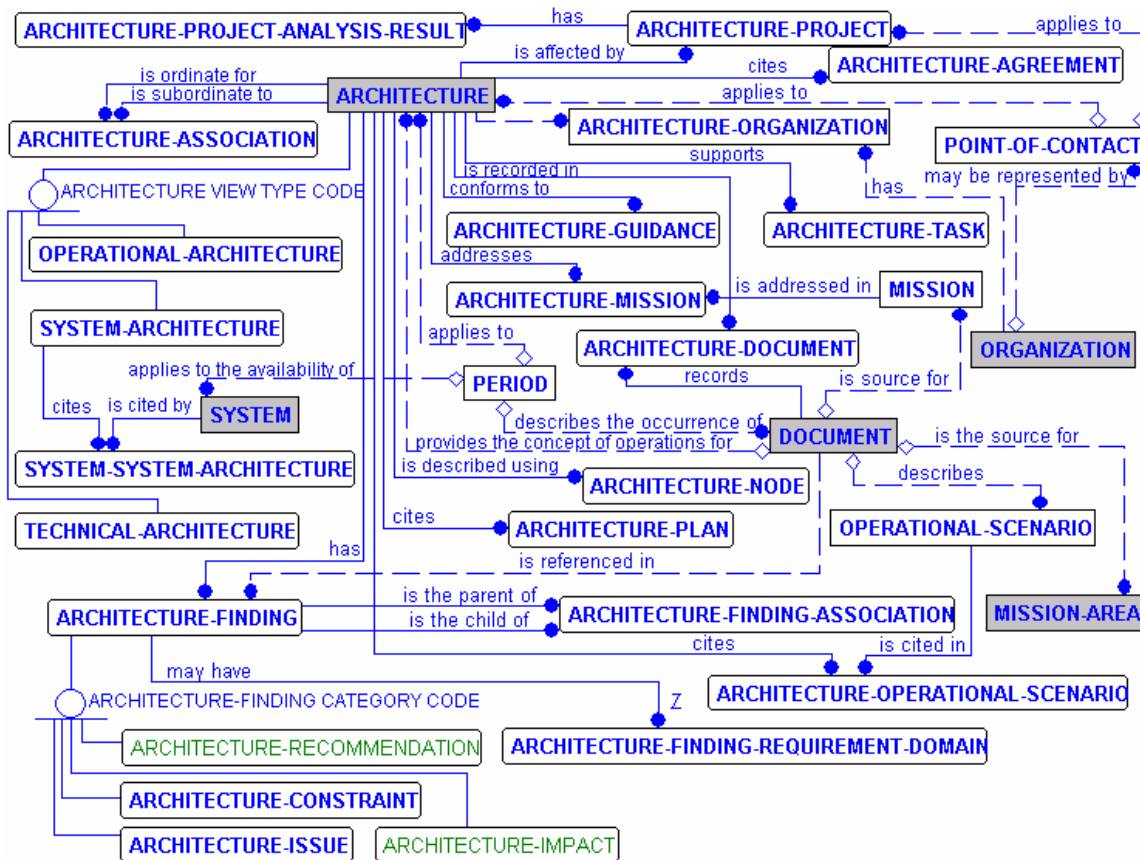 has
applies to
ARCHITECTURE-PROJECT-ANALYSIS-RESULT
ARCHITECTURE-PROJECT
is affected by
cites
ARCHITECTURE-AGREEMENT
is ordinate for
is subordinate to
ARCHITECTURE
applies to
ARCHITECTURE-ASSOCIATION
ARCHITECTURE-ORGANIZATION
POINT-OF-CONTACT
supports
is recorded in
may be represented by
conforms to
has
ARCHITECTURE VIEW TYPE CODE
ARCHITECTURE-GUIDANCE
ARCHITECTURE-TASK
OPERATIONAL-ARCHITECTURE
addresses
is addressed in
MISSION
ARCHITECTURE-MISSION
SYSTEM-ARCHITECTURE
applies to
ARCHITECTURE-DOCUMENT
ORGANIZATION
applies to the availability of
PERIOD
records
is source for
cites
is cited by
SYSTEM
describes the occurrence of
provides the concept of operations for
DOCUMENT
is the source for
SYSTEM-SYSTEM-ARCHITECTURE
is described using
describes
ARCHITECTURE-NODE
TECHNICAL-ARCHITECTURE
cites
ARCHITECTURE-PLAN
OPERATIONAL-SCENARIO
has
is referenced in
ARCHITECTURE-FINDING
is the parent of
is the child of
ARCHITECTURE-FINDING-ASSOCIATION
MISSION-AREA
cites
is cited in
may have
ARCHITECTURE-FINDING CATEGORY CODE
ARCHITECTURE-OPERATIONAL-SCENARIO
Z
ARCHITECTURE-RECOMMENDATION
ARCHITECTURE-FINDING-REQUIREMENT-DOMAIN
ARCHITECTURE-CONSTRAINT
ARCHITECTURE-ISSUE
ARCHITECTURE-IMPACT